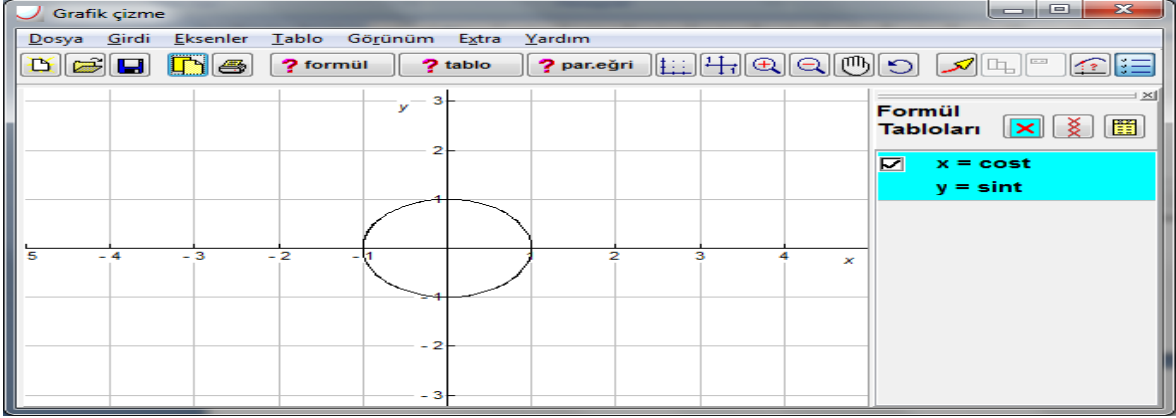 Grafik çizme
Dosya Girdi Eksenler Tablo Görünüm Extra Yardım
? formül ? tablo ? par.eğri
Formül
Tabloları
x = cost
y = sint
y
3
2
1
5 -4 -3 -2 -1 1 2 3 4 x
-1
-2
-3